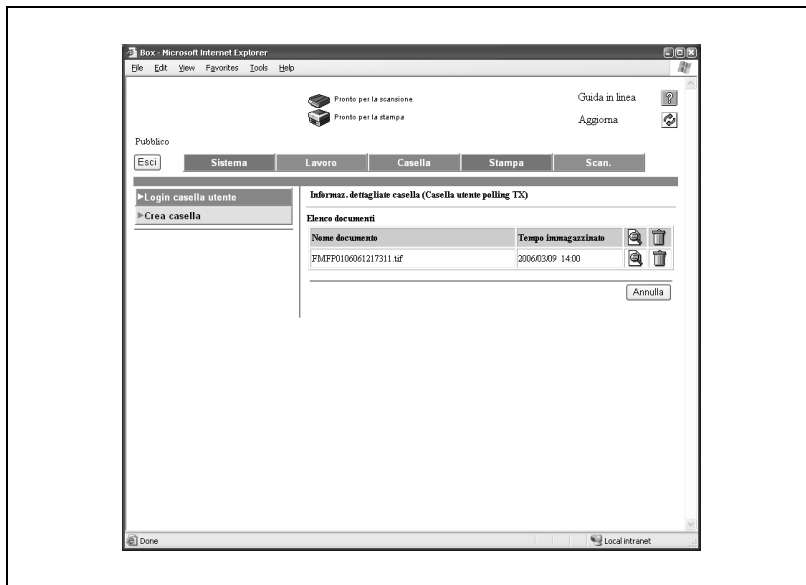 Box - Microsoft Internet Explorer
File Edit View Favorites Tools Help
Pronto per la scansione
Guida in linea ?
Pronto per la stampa
Aggiorna
Pubblico
Esci Sistema Lavoro Casella Stampa Scan.
Login casella utente
Crea casella
Informaz. dettagliate casella (Casella utente polling TX)
Elenco documenti
Nome documento Tempo immagazzinato
FMFP0106061217311.tif 2006/03/09 14:00
Annulla
Done Local intranet